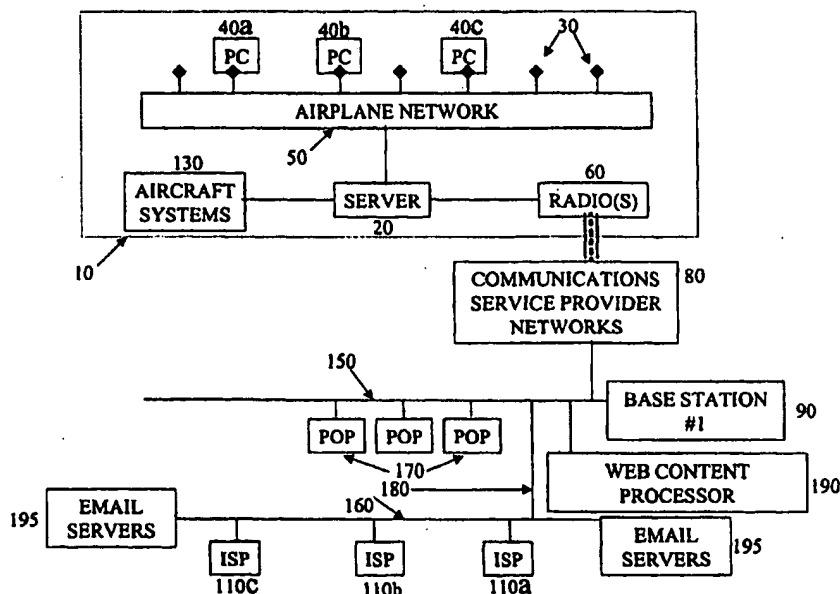 40a 40b 40c 30
PC PC PC
AIRPLANE NETWORK
50
130
60
AIRCRAFT
SYSTEMS
SERVER
RADIO(S)
20
10
COMMUNICATIONS
SERVICE PROVIDER
NETWORKS
80
150
BASE STATION
#1
90
POP POP POP
170
180
WEB CONTENT
PROCESSOR
190
160
195
EMAIL
SERVERS
EMAIL
SERVERS
195
ISP ISP ISP
110c 110b 110a